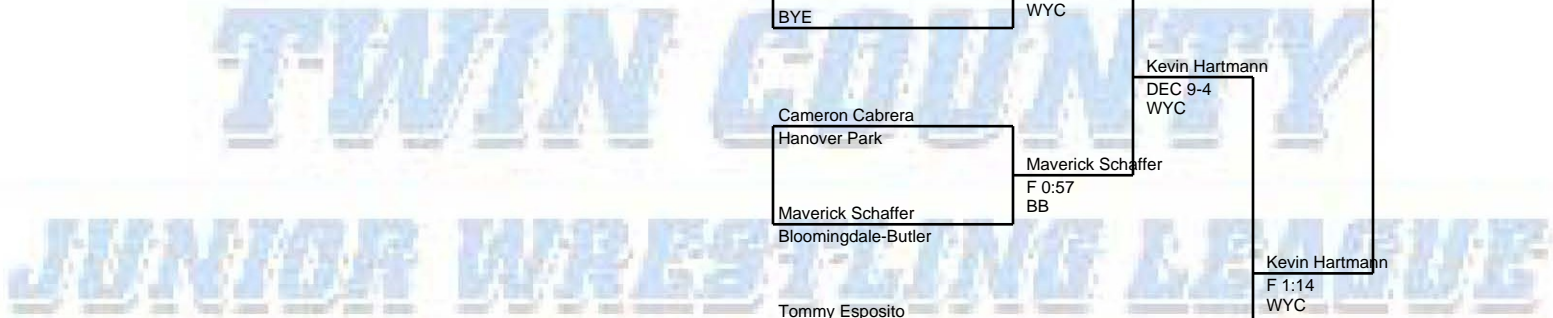 BYE
WYC
TWIN COUNTY
Kevin Hartmann
DEC 9-4
WYC
Cameron Cabrera
Hanover Park
Maverick Schaffer
F 0:57
BB
Maverick Schaffer
Bloomingdale-Butler
JUNIOR WRESTLING LEAGUE
Kevin Hartmann
F 1:14
WYC
Tommy Esposito